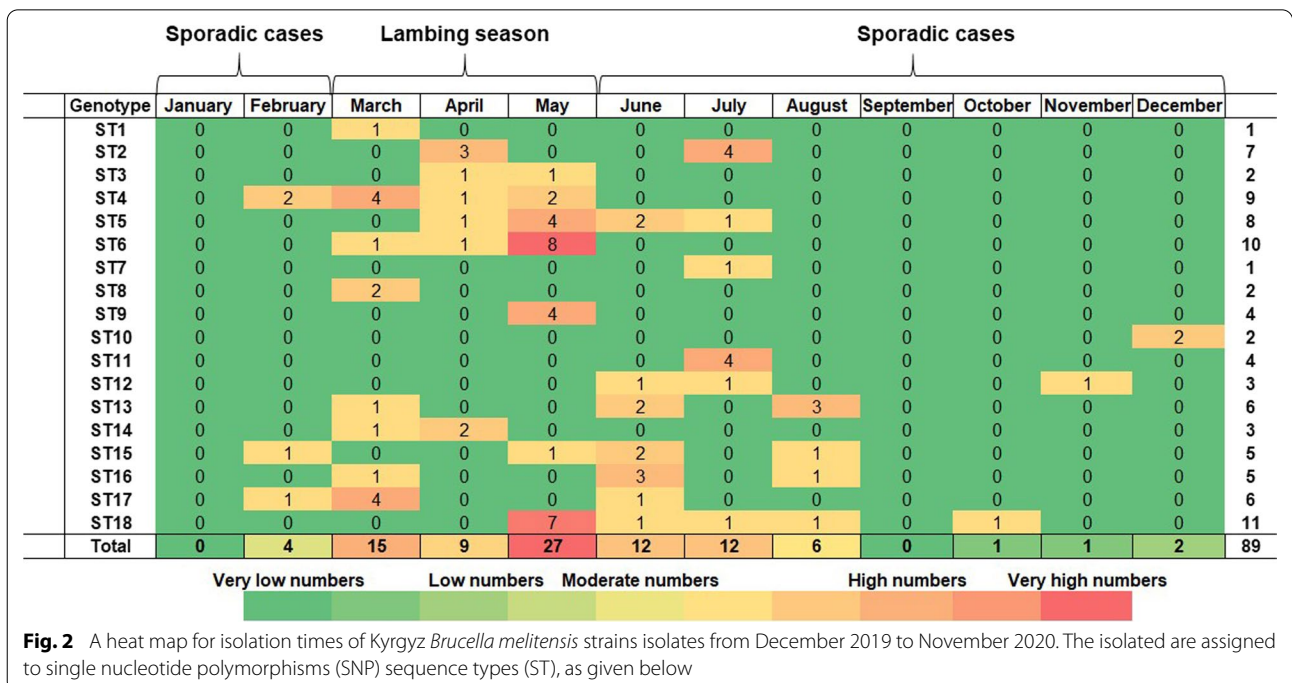 Sporadic cases Lambing season Sporadic cases
Genotype January February March April May June July August September October November December
ST1 0 0 1 0 0 0 0 0 0 0 0 0 1
ST2 0 0 0 3 0 0 4 0 0 0 0 0 7
ST3 0 0 0 1 1 0 0 0 0 0 0 0 2
ST4 0 2 4 1 2 0 0 0 0 0 0 0 9
ST5 0 0 0 1 4 2 1 0 0 0 0 0 8
ST6 0 0 1 1 8 0 0 0 0 0 0 0 10
ST7 0 0 0 0 0 0 1 0 0 0 0 0 1
ST8 0 0 2 0 0 0 0 0 0 0 0 0 2
ST9 0 0 0 0 4 0 0 0 0 0 0 0 4
ST10 0 0 0 0 0 0 0 0 0 0 0 2 2
ST11 0 0 0 0 0 0 4 0 0 0 0 0 4
ST12 0 0 0 0 0 1 1 0 0 0 1 0 3
ST13 0 0 1 0 0 2 0 3 0 0 0 0 6
ST14 0 0 1 2 0 0 0 0 0 0 0 0 3
ST15 0 1 0 0 1 2 0 1 0 0 0 0 5
ST16 0 0 1 0 0 3 0 1 0 0 0 0 5
ST17 0 1 4 0 0 1 0 0 0 0 0 0 6
ST18 0 0 0 0 7 1 1 1 0 1 0 0 11
Total 0 4 15 9 27 12 12 6 0 1 1 2 89
Very low numbers Low numbers Moderate numbers High numbers Very high numbers
Fig. 2 A heat map for isolation times of Kyrgyz Brucella melitensis strains isolates from December 2019 to November 2020. The isolated are assigned
to single nucleotide polymorphisms (SNP) sequence types (ST), as given below